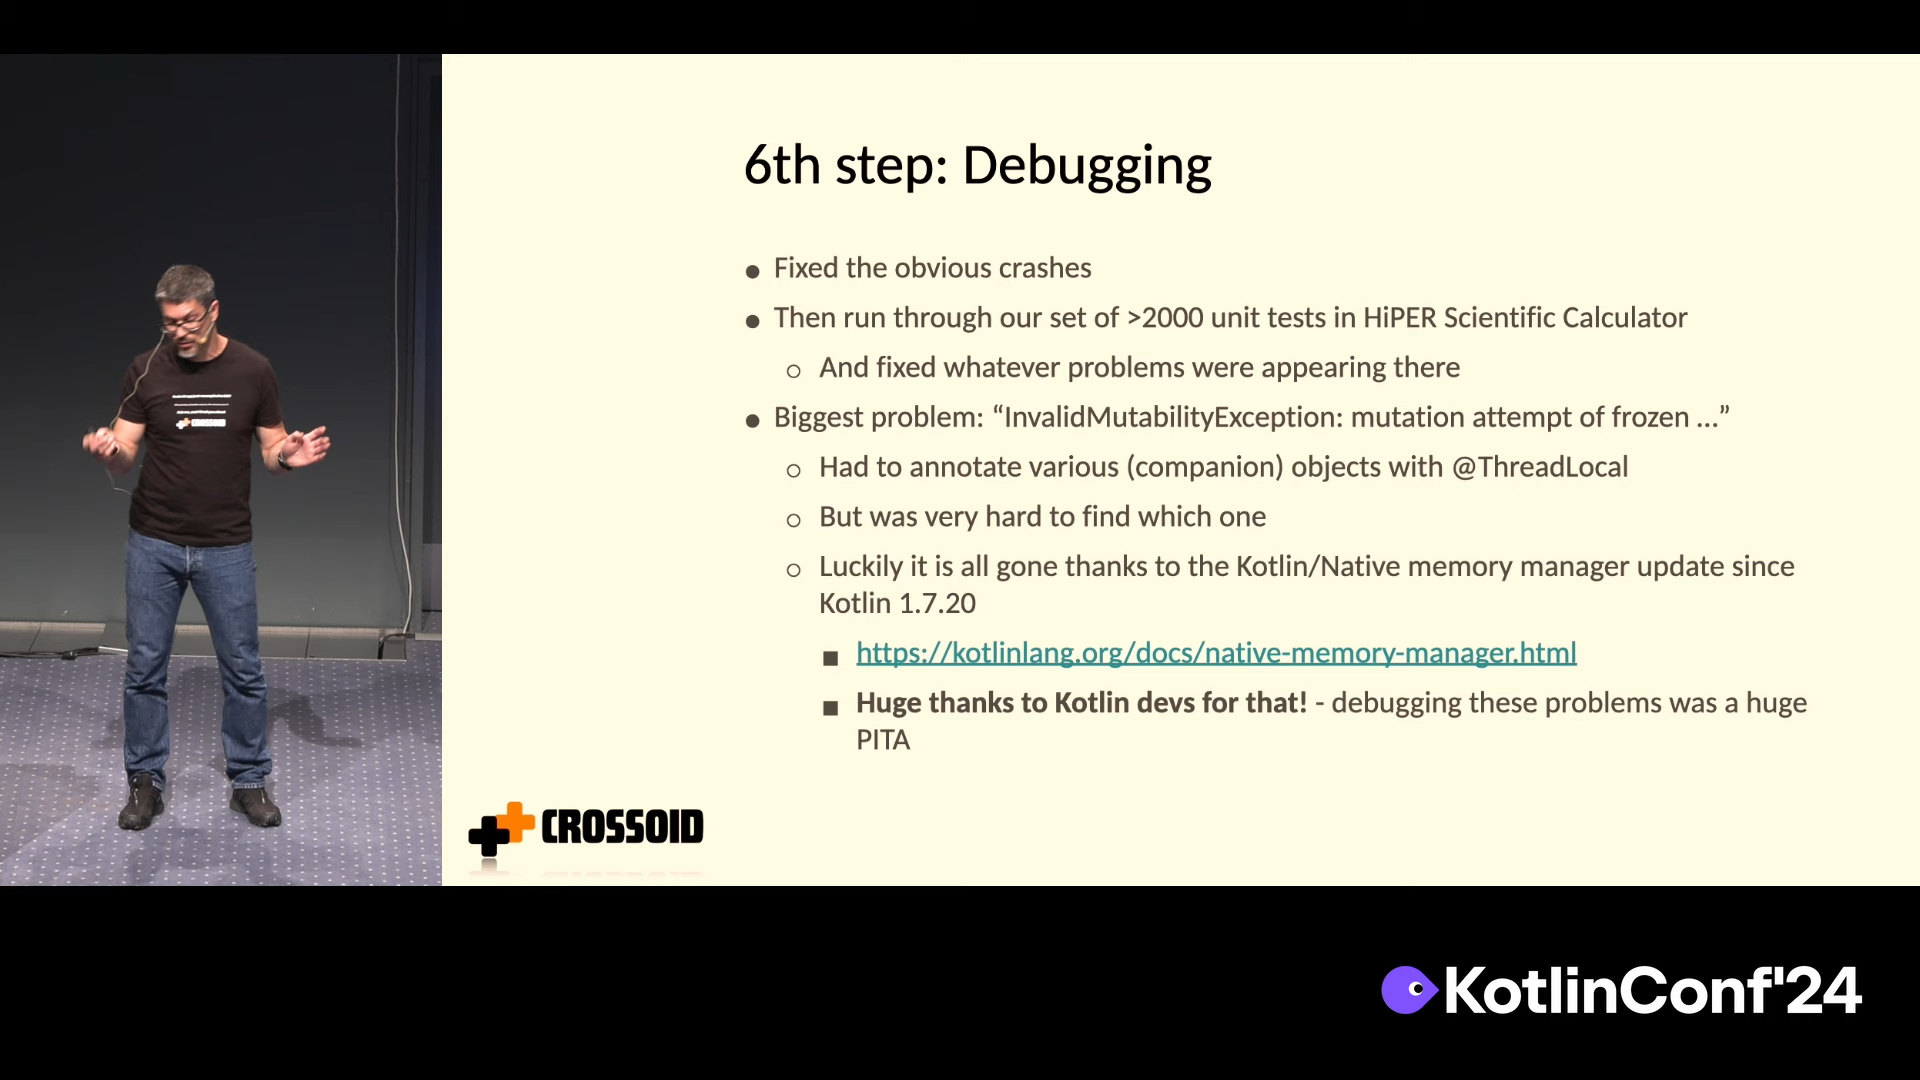 6th step: Debugging
● Fixed the obvious crashes
● Then run through our set of >2000 unit tests in HiPER Scientific Calculator
○ And fixed whatever problems were appearing there
● Biggest problem: “InvalidMutabilityException: mutation attempt of frozen ...”
○ Had to annotate various (companion) objects with @ThreadLocal
○ But was very hard to find which one
○ Luckily it is all gone thanks to the Kotlin/Native memory manager update since
Kotlin 1.7.20
■ https://kotlinlang.org/docs/native-memory-manager.html
■ Huge thanks to Kotlin devs for that! - debugging these problems was a huge
PITA
CROSSOID
CROSSOID
KotlinConf'24